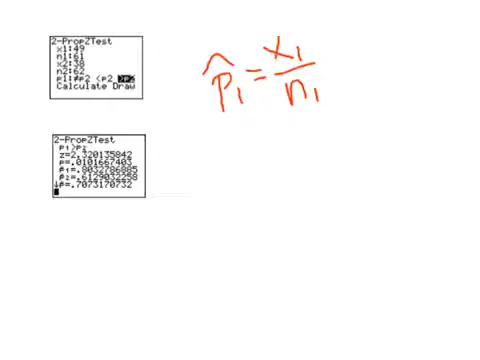 2-PropZTest
x1:49
n1:61
x2:38
n2:62
p1:≠p2 <p2 >p2
Calculate Draw
p̂₁ = x₁/n₁
2-PropZTest
p₁>p₂
z=2.320135842
p=.0101667403
p̂₁=.8032786885
p̂₂=.6129032258
↓p̂=.7073170732